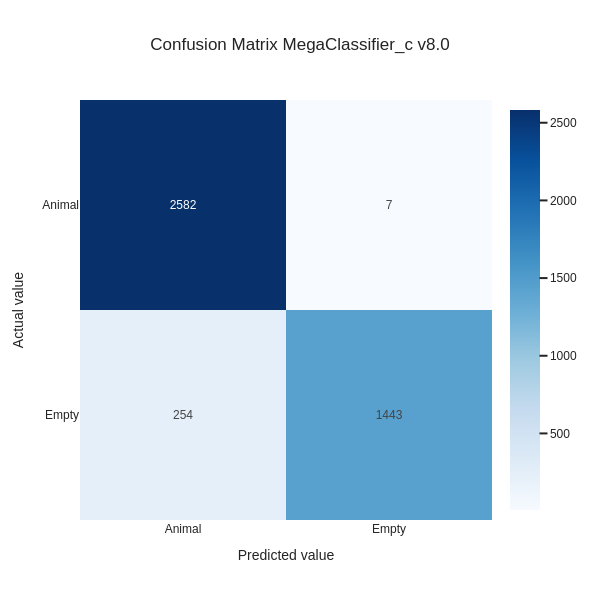 Confusion Matrix MegaClassifier_c v8.0
2500
2000
1500
1000
500
Actual value
Animal
2582
7
Empty
254
1443
Animal
Empty
Predicted value